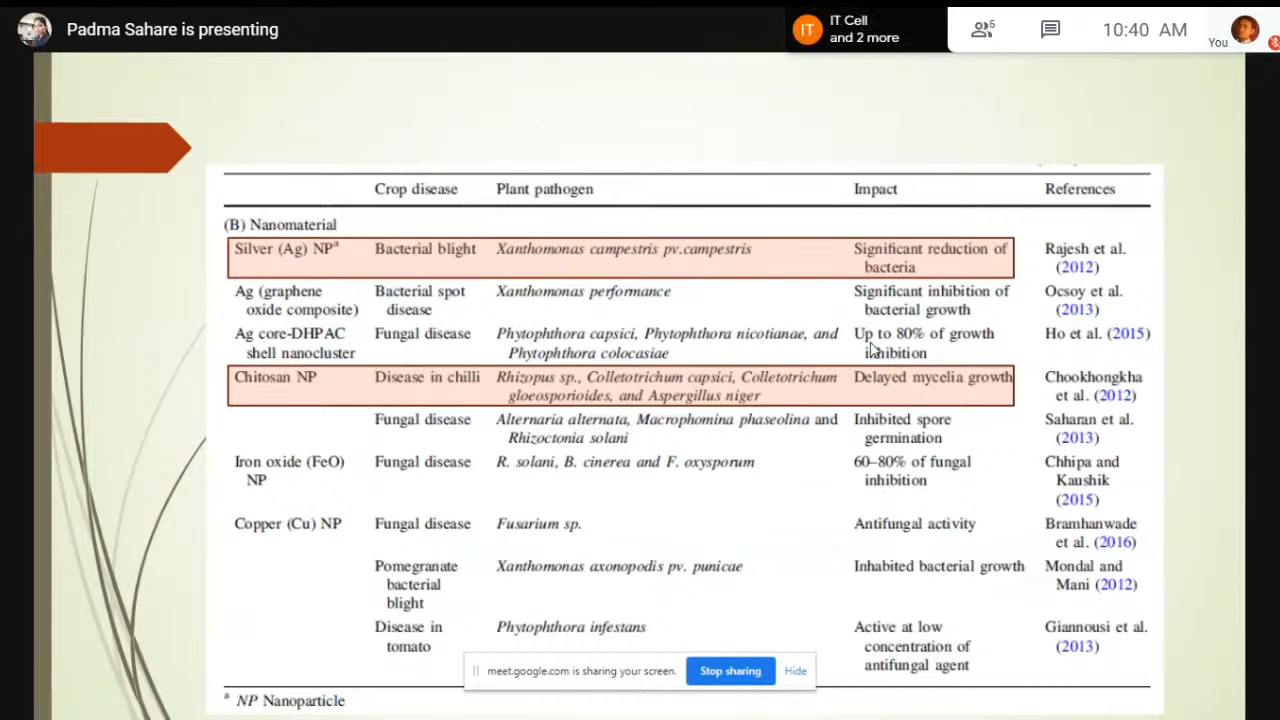 Padma Sahare is presenting
IT
IT Cell
and 2 more
5
10:40 AM
You
Crop disease Plant pathogen Impact References
(B) Nanomaterial
Silver (Ag) NPa Bacterial blight Xanthomonas campestris pv.campestris Significant reduction of Rajesh et al.
bacteria (2012)
Ag (graphene Bacterial spot Xanthomonas performance Significant inhibition of Ocsoy et al.
oxide composite) disease bacterial growth (2013)
Ag core-DHPAC Fungal disease Phytophthora capsici, Phytophthora nicotianae, and Up to 80% of growth Ho et al. (2015)
shell nanocluster Phytophthora colocasiae inhibition
Chitosan NP Disease in chilli Rhizopus sp., Colletotrichum capsici, Colletotrichum Delayed mycelia growth Chookhongkha
gloeosporioides, and Aspergillus niger et al. (2012)
Fungal disease Alternaria alternata, Macrophomina phaseolina and Inhibited spore Saharan et al.
Rhizoctonia solani germination (2013)
Iron oxide (FeO) Fungal disease R. solani, B. cinerea and F. oxysporum 60–80% of fungal Chhipa and
NP inhibition Kaushik
(2015)
Copper (Cu) NP Fungal disease Fusarium sp. Antifungal activity Bramhanwade
et al. (2016)
Pomegranate Xanthomonas axonopodis pv. punicae Inhabited bacterial growth Mondal and
bacterial Mani (2012)
blight
Disease in Phytophthora infestans Active at low Giannousi et al.
tomato concentration of (2013)
antifungal agent
meet.google.com is sharing your screen. Stop sharing Hide
a NP Nanoparticle